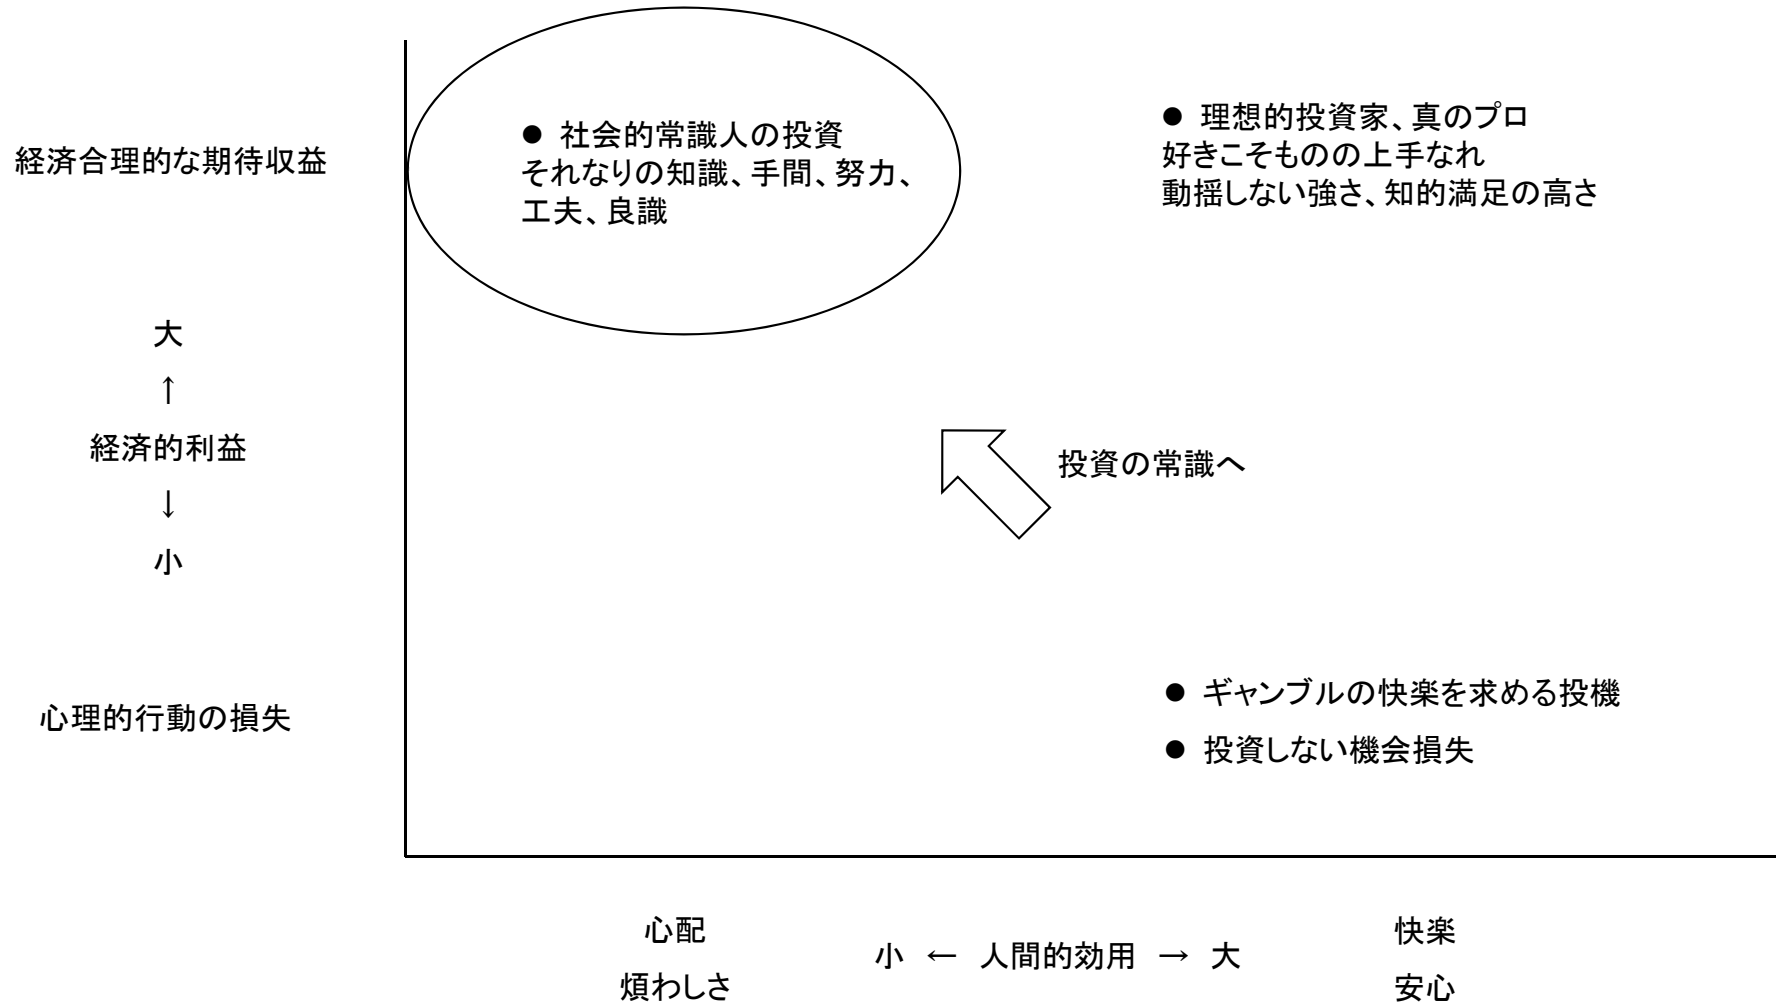 ● 社会的常識人の投資
それなりの知識、手間、努力、
工夫、良識
● 理想的投資家、真のプロ
好きこそものの上手なれ
動揺しない強さ、知的満足の高さ
経済合理的な期待収益
大
↑
経済的利益
↓
小
投資の常識へ
心理的行動の損失
● ギャンブルの快楽を求める投機
● 投資しない機会損失
心配
煩わしさ
小 ← 人間的効用 → 大
快楽
安心